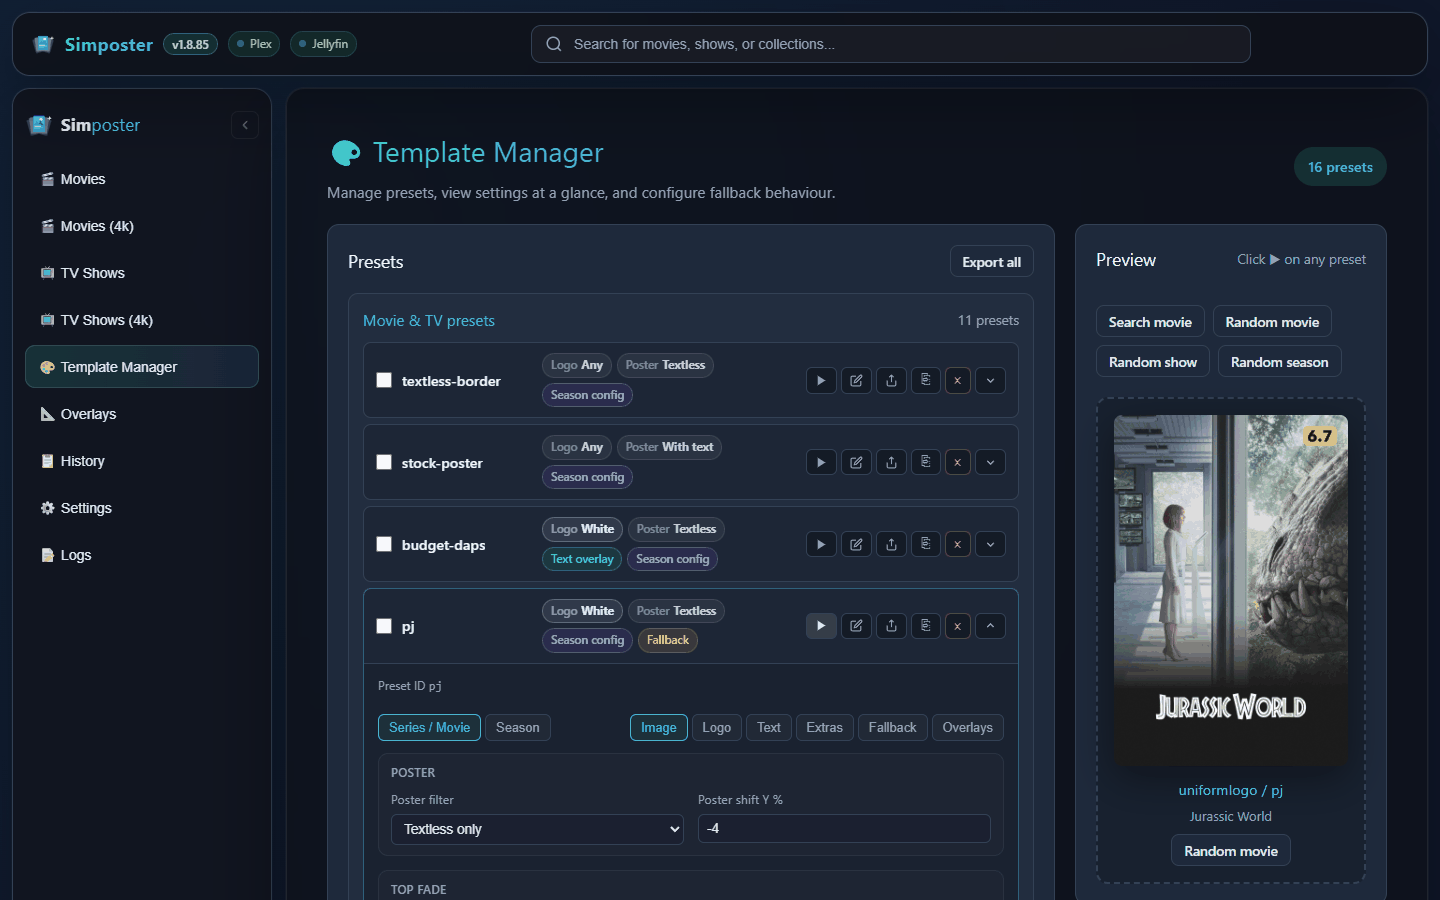 Simposter v1.8.85 Plex Jellyfin
Search for movies, shows, or collections...
Simposter
Movies
Movies (4k)
TV Shows
TV Shows (4k)
Template Manager
Overlays
History
Settings
Logs
Template Manager
Manage presets, view settings at a glance, and configure fallback behaviour.
16 presets
Presets
Export all
Movie & TV presets
11 presets
textless-border
Logo Any Poster Textless
Season config
stock-poster
Logo Any Poster With text
Season config
budget-daps
Logo White Poster Textless
Text overlay Season config
pj
Logo White Poster Textless
Season config Fallback
Preset ID pj
Series / Movie Season
Image Logo Text Extras Fallback Overlays
POSTER
Poster filter
Textless only
Poster shift Y %
-4
TOP FADE
Preview
Click ▶ on any preset
Search movie Random movie
Random show Random season
6.7
JURASSIC WORLD
uniformlogo / pj
Jurassic World
Random movie